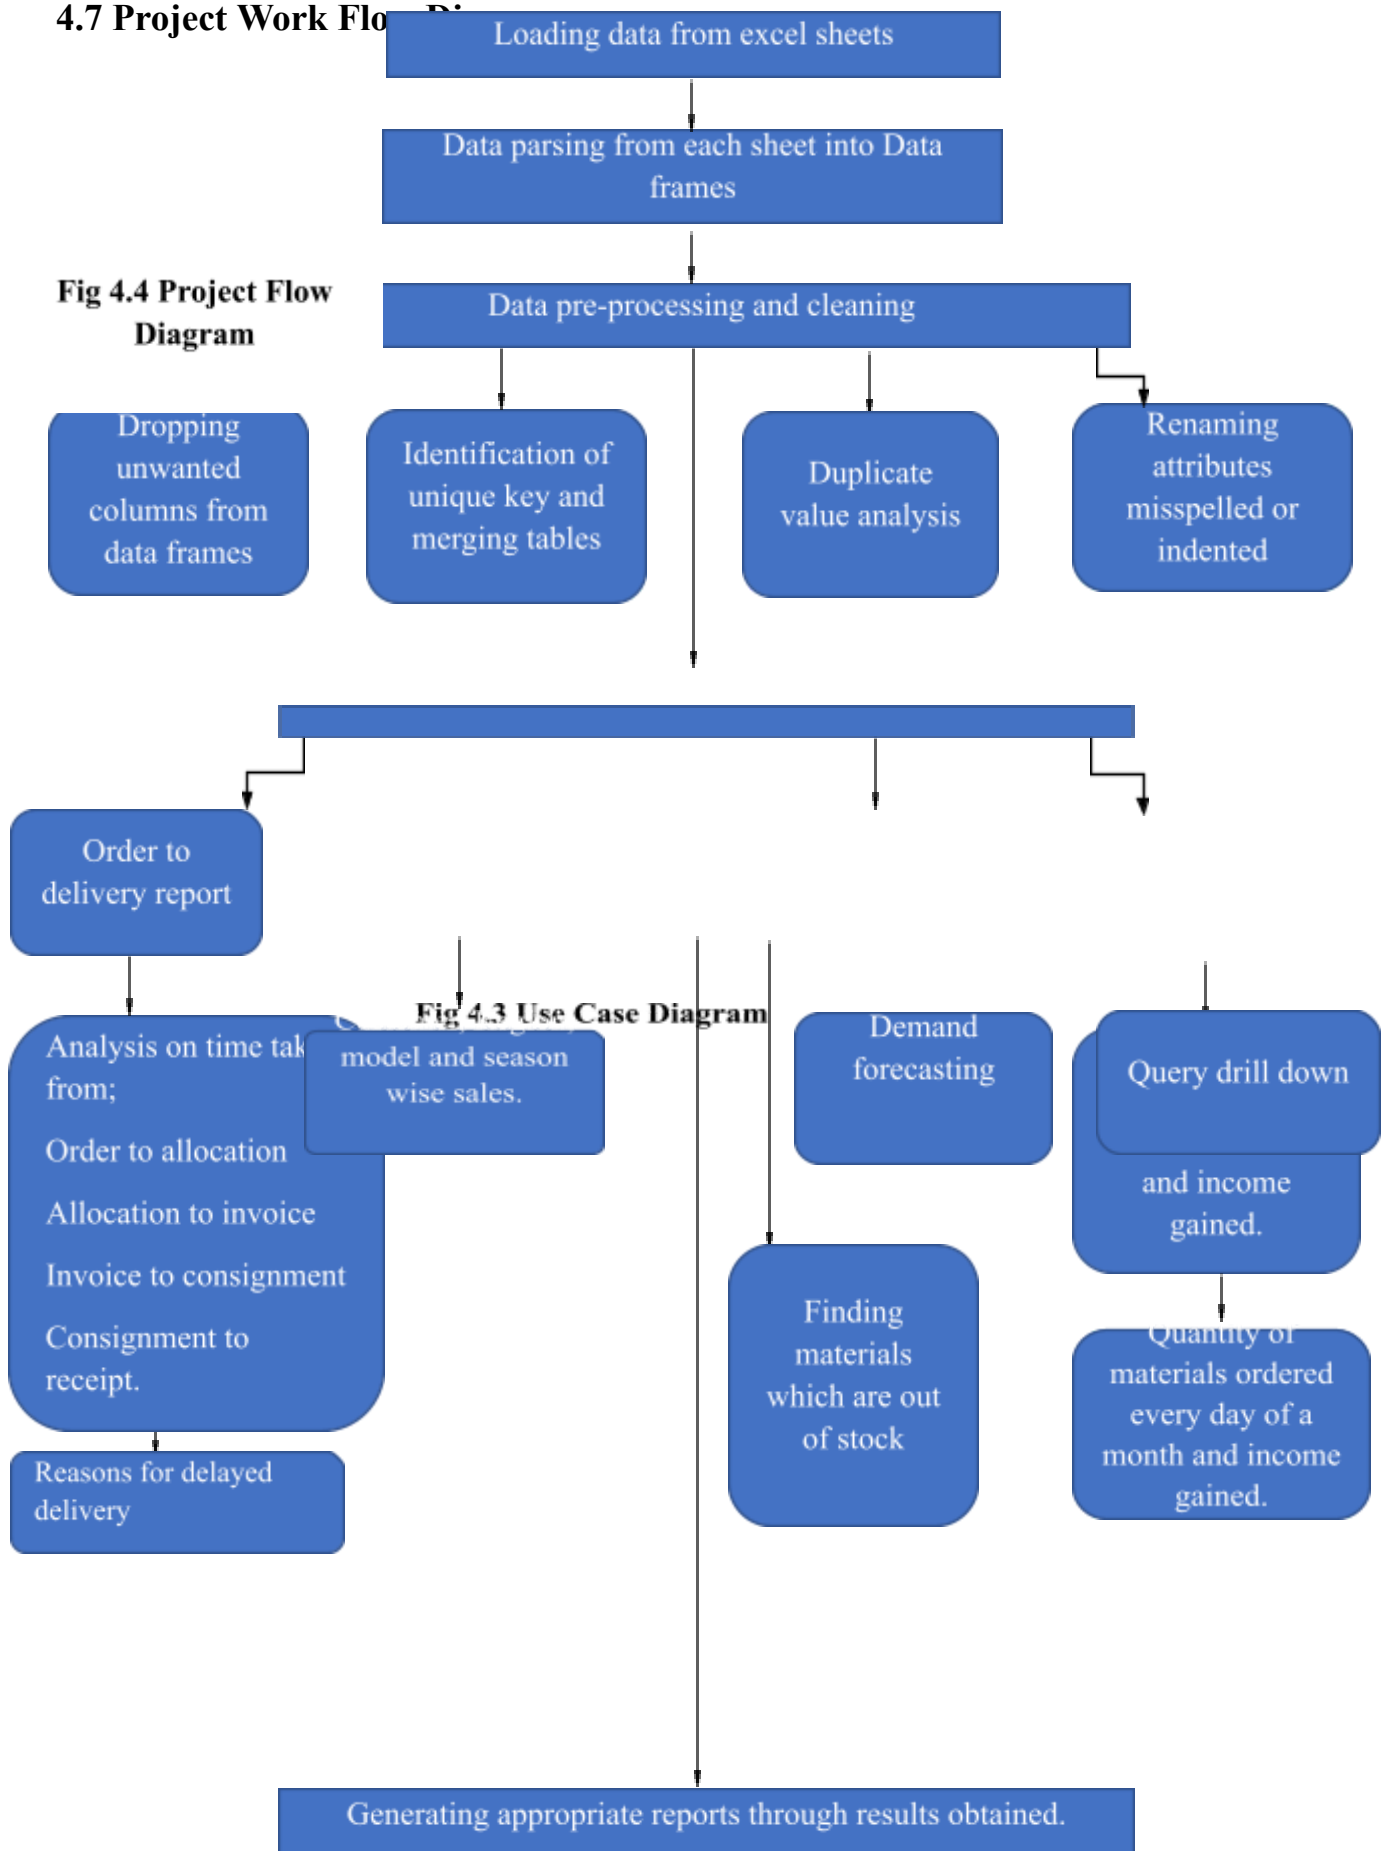 4.7 Project Work Flow
Loading data from excel sheets
Data parsing from each sheet into Data
frames
Fig 4.4 Project Flow
Diagram
Data pre-processing and cleaning
Dropping
unwanted
columns from
data frames
Identification of
unique key and
merging tables
Duplicate
value analysis
Renaming
attributes
misspelled or
indented
Order to
delivery report
Fig 4.3 Use Case Diagram
Analysis on time
from;
Order to allocation
Allocation to invoice
Invoice to consignment
Consignment to
receipt.
model and season
wise sales.
Demand
forecasting
Query drill down
and income
gained.
Finding
materials
which are out
of stock
Quantity of
materials ordered
every day of a
month and income
gained.
Reasons for delayed
delivery
Generating appropriate reports through results obtained.